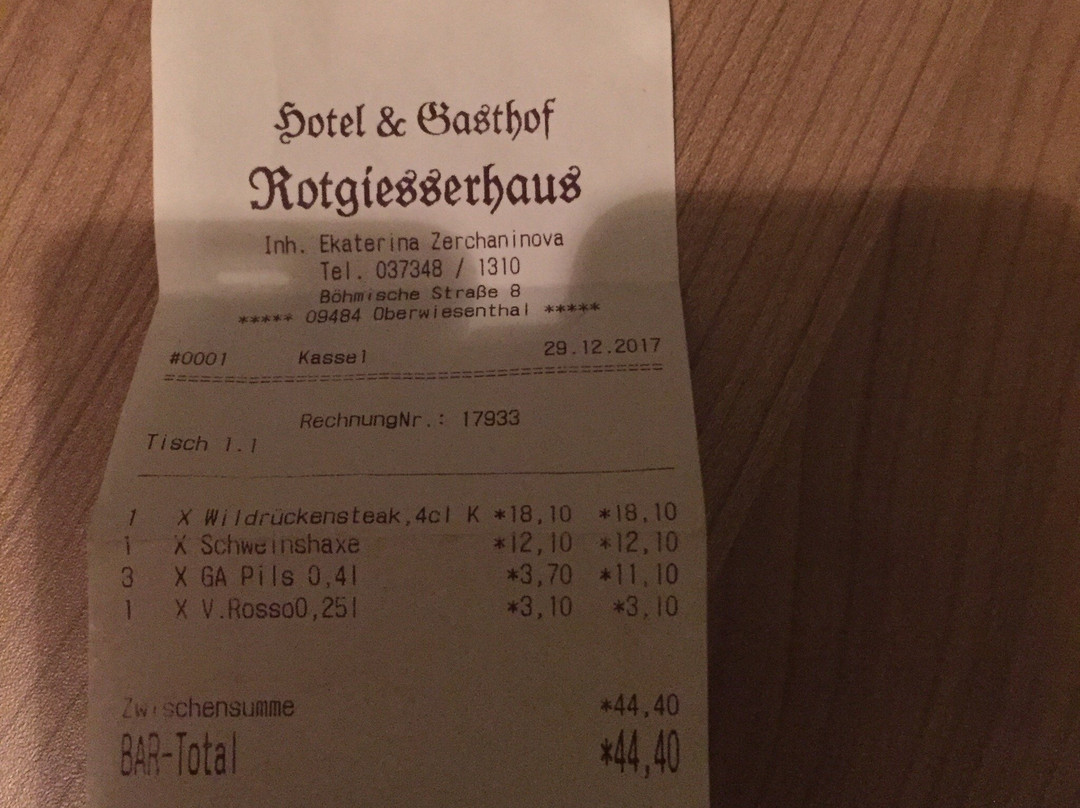 Hotel & Gasthof
Rotgiesserhaus
Inh. Ekaterina Zerchaninova
Tel. 037348 / 1310
Böhmische Straße 8
***** 09484 Oberwiesenthal *****
#0001 Kasse1 29.12.2017
================================================
RechnungNr.: 17933
Tisch 1.1
1 X Wildrückensteak,4cl K *18,10 *18,10
1 X Schweinshaxe *12,10 *12,10
3 X GA Pils 0,4l *3,70 *11,10
1 X V.Rosso0,25l *3,10 *3,10
Zwischensumme *44,40
BAR-Total *44,40